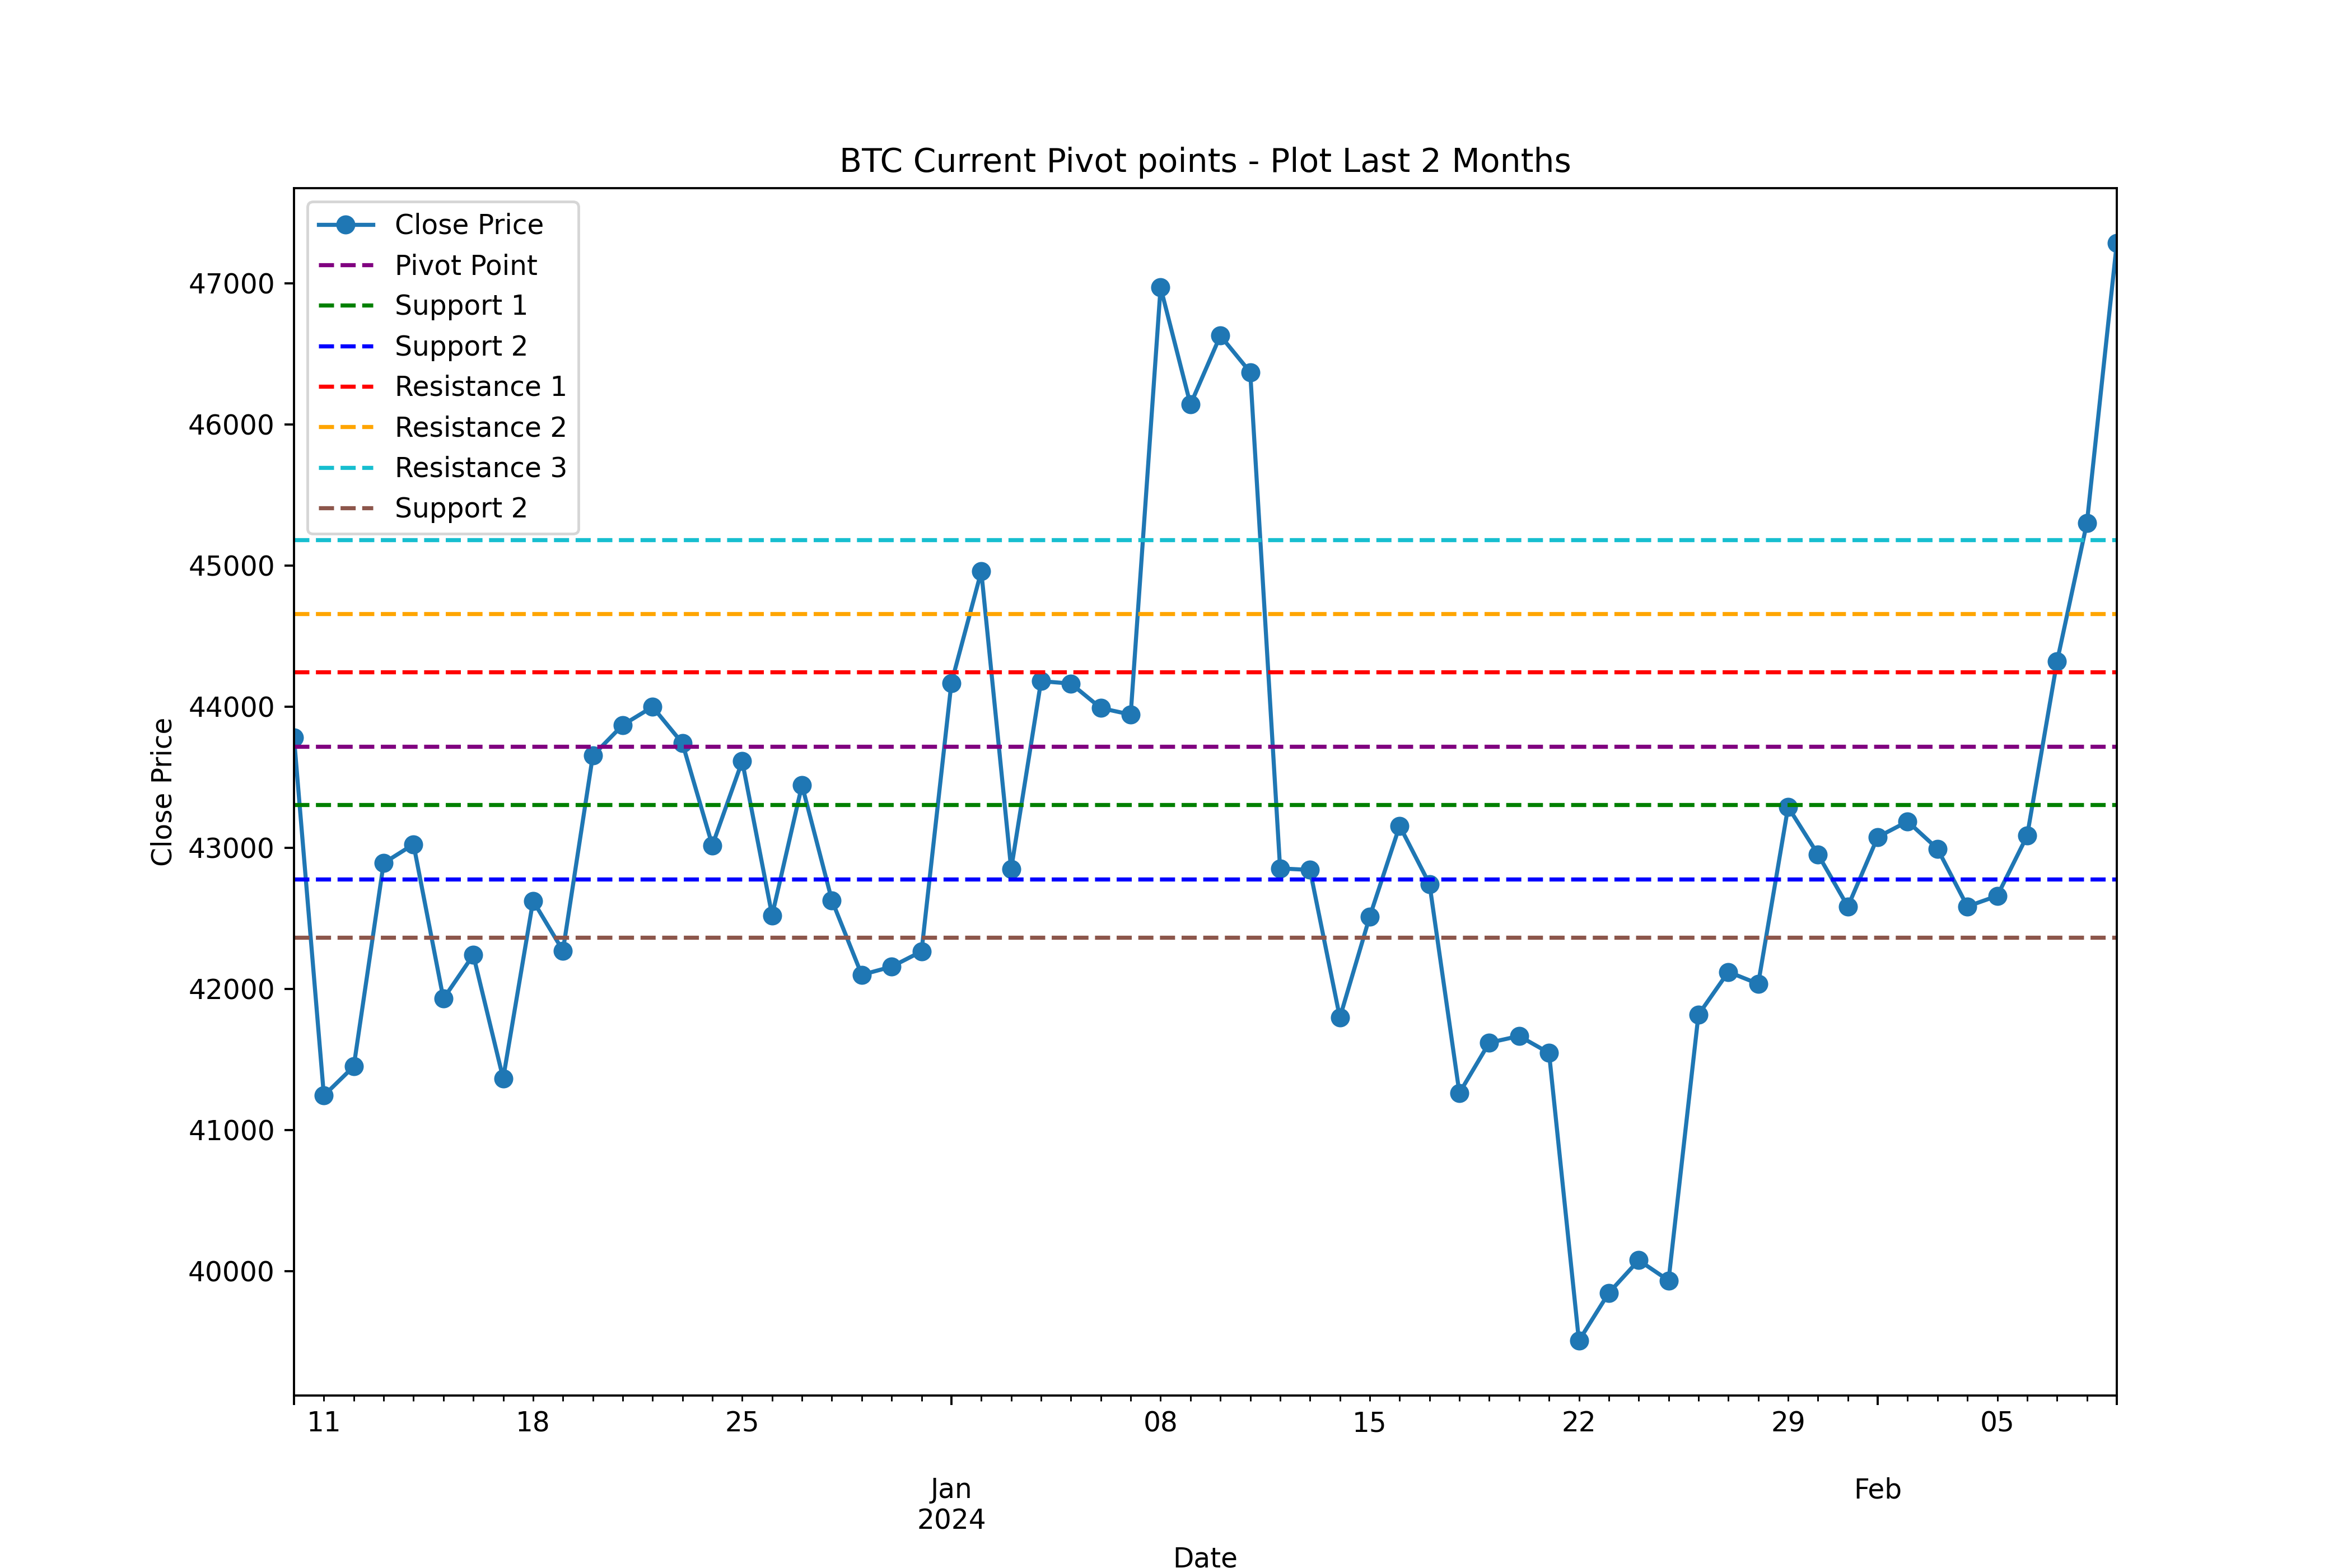 BTC Current Pivot points - Plot Last 2 Months
Close Price
Pivot Point
Support 1
Support 2
Resistance 1
Resistance 2
Resistance 3
Support 2
47000
46000
45000
44000
43000
42000
41000
40000
Close Price
11
18
25
08
15
22
29
05
Jan
2024
Feb
Date